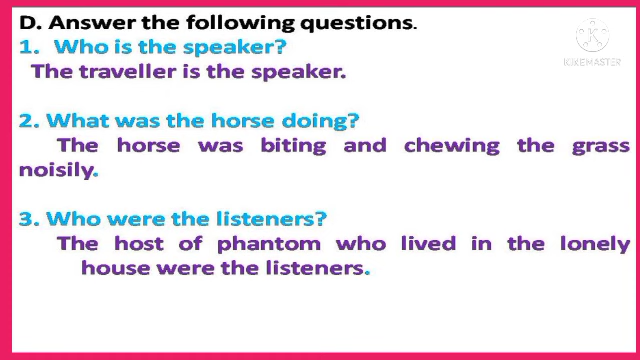 D. Answer the following questions.
1. Who is the speaker?
The traveller is the speaker.
2. What was the horse doing?
The horse was biting and chewing the grass
noisily.
3. Who were the listeners?
The host of phantom who lived in the lonely
house were the listeners.
KINEMASTER